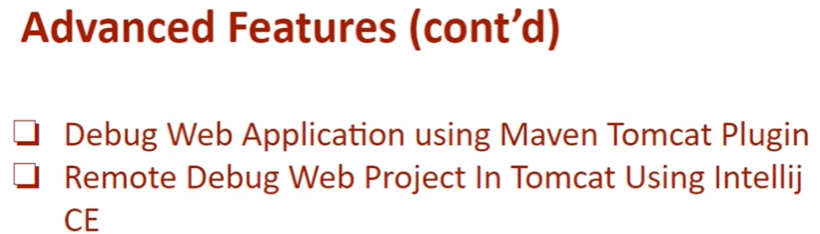 Advanced Features (cont’d)
❑ Debug Web Application using Maven Tomcat Plugin
❑ Remote Debug Web Project In Tomcat Using Intellij
CE